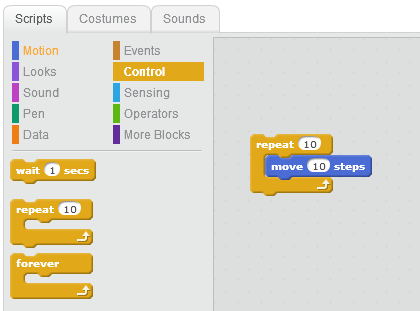 Scripts Costumes Sounds
Motion Events
Looks Control
Sound Sensing
Pen Operators
Data More Blocks
wait 1 secs
repeat 10
forever
repeat 10
move 10 steps